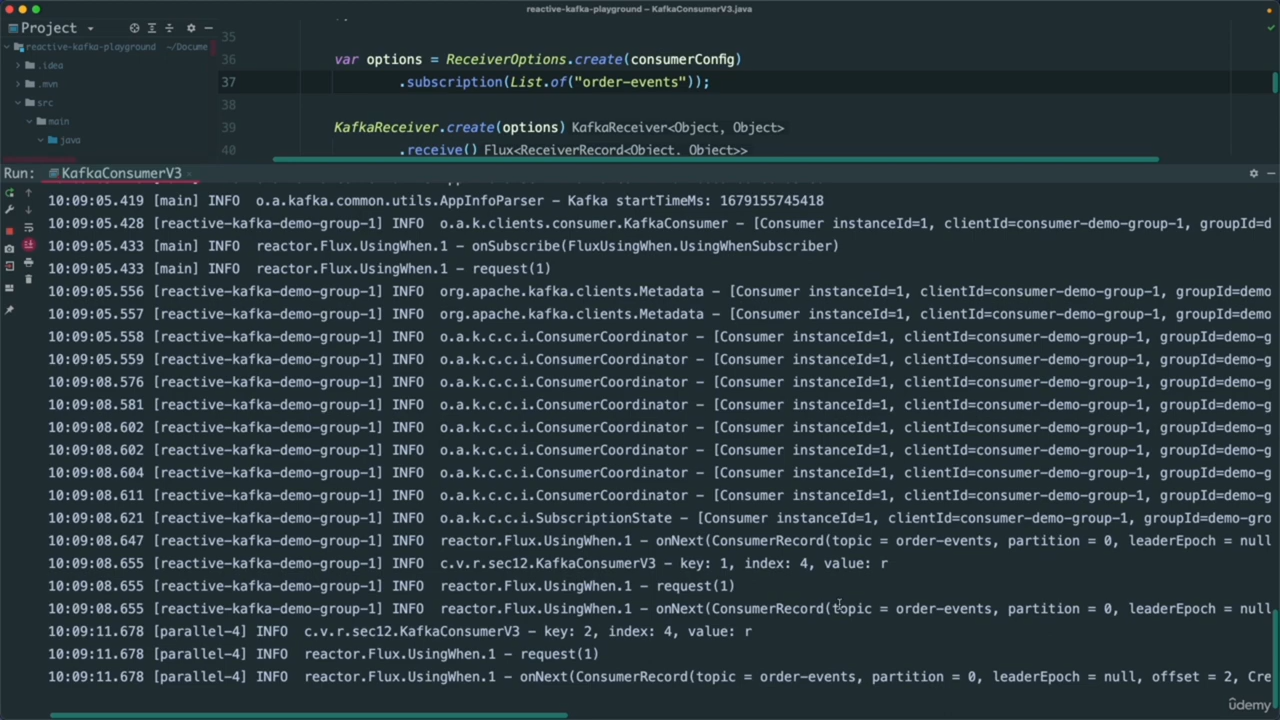 reactive-kafka-playground – KafkaConsumerV3.java
Project
reactive-kafka-playground ~/Docume
.idea
.mvn
src
main
java
35
36 var options = ReceiverOptions.create(consumerConfig)
37 .subscription(List.of("order-events"));
38
39 KafkaReceiver.create(options) KafkaReceiver<Object, Object>
40 .receive() Flux<ReceiverRecord<Object, Object>>
Run: KafkaConsumerV3
10:09:05.419 [main] INFO o.a.kafka.common.utils.AppInfoParser – Kafka startTimeMs: 1679155745418
10:09:05.428 [main] INFO o.a.k.clients.consumer.KafkaConsumer – [Consumer instanceId=1, clientId=consumer-demo-group-1, groupId=d
10:09:05.433 [main] INFO reactor.Flux.UsingWhen.1 – onSubscribe(FluxUsingWhen.UsingWhenSubscriber)
10:09:05.433 [main] INFO reactor.Flux.UsingWhen.1 – request(1)
10:09:05.556 [reactive-kafka-demo-group-1] INFO org.apache.kafka.clients.Metadata – [Consumer instanceId=1, clientId=consumer-demo-group-1, groupId=demo
10:09:05.557 [reactive-kafka-demo-group-1] INFO org.apache.kafka.clients.Metadata – [Consumer instanceId=1, clientId=consumer-demo-group-1, groupId=demo
10:09:05.558 [reactive-kafka-demo-group-1] INFO o.a.k.c.c.i.ConsumerCoordinator – [Consumer instanceId=1, clientId=consumer-demo-group-1, groupId=demo-g
10:09:05.559 [reactive-kafka-demo-group-1] INFO o.a.k.c.c.i.ConsumerCoordinator – [Consumer instanceId=1, clientId=consumer-demo-group-1, groupId=demo-g
10:09:08.576 [reactive-kafka-demo-group-1] INFO o.a.k.c.c.i.ConsumerCoordinator – [Consumer instanceId=1, clientId=consumer-demo-group-1, groupId=demo-g
10:09:08.581 [reactive-kafka-demo-group-1] INFO o.a.k.c.c.i.ConsumerCoordinator – [Consumer instanceId=1, clientId=consumer-demo-group-1, groupId=demo-g
10:09:08.602 [reactive-kafka-demo-group-1] INFO o.a.k.c.c.i.ConsumerCoordinator – [Consumer instanceId=1, clientId=consumer-demo-group-1, groupId=demo-g
10:09:08.602 [reactive-kafka-demo-group-1] INFO o.a.k.c.c.i.ConsumerCoordinator – [Consumer instanceId=1, clientId=consumer-demo-group-1, groupId=demo-g
10:09:08.604 [reactive-kafka-demo-group-1] INFO o.a.k.c.c.i.ConsumerCoordinator – [Consumer instanceId=1, clientId=consumer-demo-group-1, groupId=demo-g
10:09:08.611 [reactive-kafka-demo-group-1] INFO o.a.k.c.c.i.ConsumerCoordinator – [Consumer instanceId=1, clientId=consumer-demo-group-1, groupId=demo-g
10:09:08.621 [reactive-kafka-demo-group-1] INFO o.a.k.c.c.i.SubscriptionState – [Consumer instanceId=1, clientId=consumer-demo-group-1, groupId=demo-gro
10:09:08.647 [reactive-kafka-demo-group-1] INFO reactor.Flux.UsingWhen.1 – onNext(ConsumerRecord(topic = order-events, partition = 0, leaderEpoch = null
10:09:08.655 [reactive-kafka-demo-group-1] INFO c.v.r.sec12.KafkaConsumerV3 – key: 1, index: 4, value: r
10:09:08.655 [reactive-kafka-demo-group-1] INFO reactor.Flux.UsingWhen.1 – request(1)
10:09:08.655 [reactive-kafka-demo-group-1] INFO reactor.Flux.UsingWhen.1 – onNext(ConsumerRecord(topic = order-events, partition = 0, leaderEpoch = null
10:09:11.678 [parallel-4] INFO c.v.r.sec12.KafkaConsumerV3 – key: 2, index: 4, value: r
10:09:11.678 [parallel-4] INFO reactor.Flux.UsingWhen.1 – request(1)
10:09:11.678 [parallel-4] INFO reactor.Flux.UsingWhen.1 – onNext(ConsumerRecord(topic = order-events, partition = 0, leaderEpoch = null, offset = 2, Cre
udemy